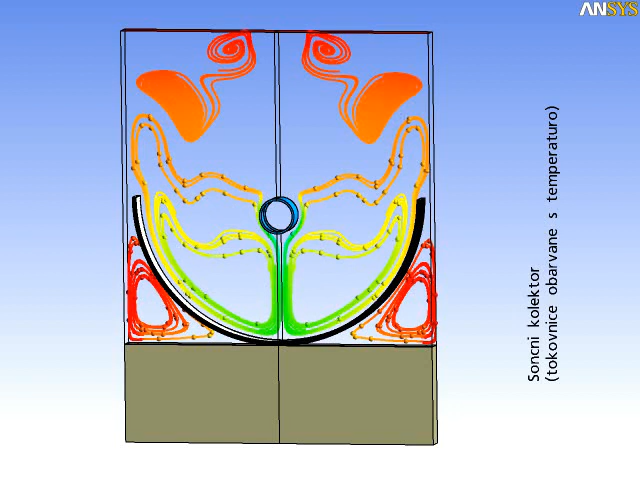 ANSYS
Soncni kolektor
(tokovnice obarvane s temperaturo)